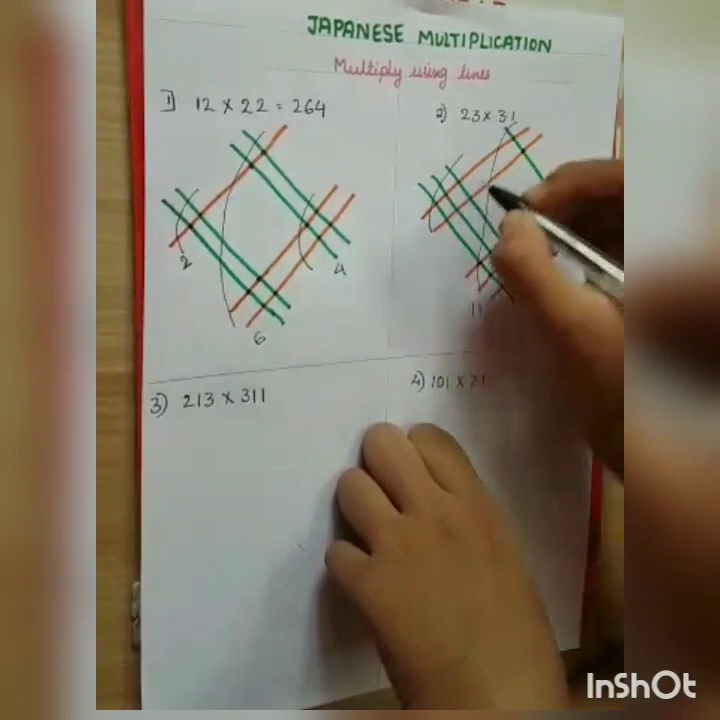 JAPANESE MULTIPLICATION
Multiply using lines
1) 12 x 22 = 264
2) 23 x 31
2
4
6
11
3) 213 x 311
4) 101 x 21
InShOt